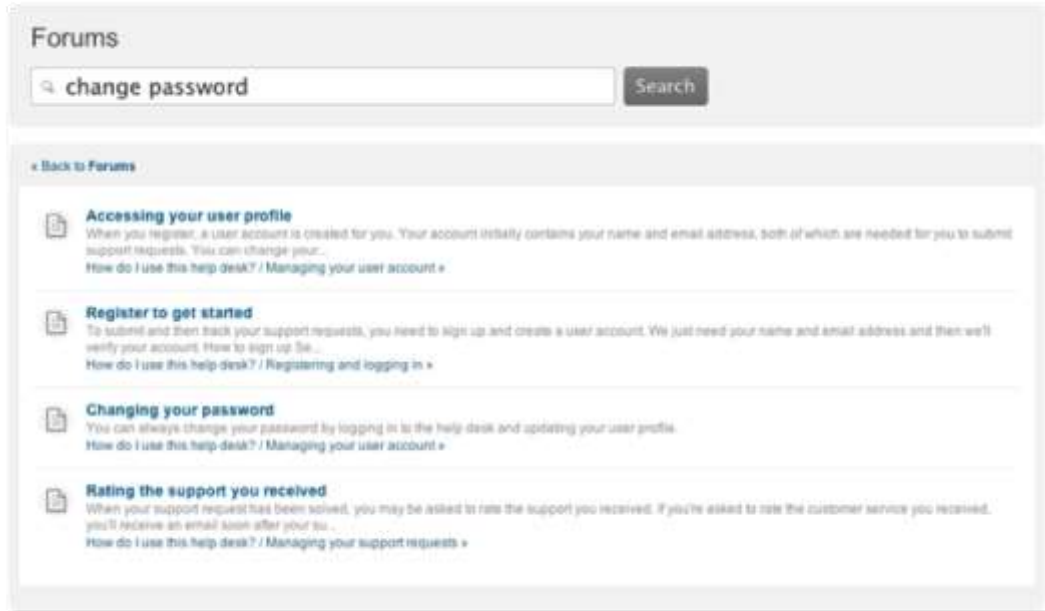 Forums
change password
Search
« Back to Forums
Accessing your user profile
When you register, a user account is created for you. Your account initially contains your name and email address, both of which are needed for you to submit
support requests. You can change your...
How do I use this help desk? / Managing your user account »
Register to get started
To submit and then track your support requests, you need to sign up and create a user account. We just need your name and email address and then we'll
verify your account. How to sign up Se...
How do I use this help desk? / Registering and logging in »
Changing your password
You can always change your password by logging in to the help desk and updating your user profile.
How do I use this help desk? / Managing your user account »
Rating the support you received
When your support request has been solved, you may be asked to rate the support you received. If you're asked to rate the customer service you received,
you'll receive an email soon after your su...
How do I use this help desk? / Managing your support requests »